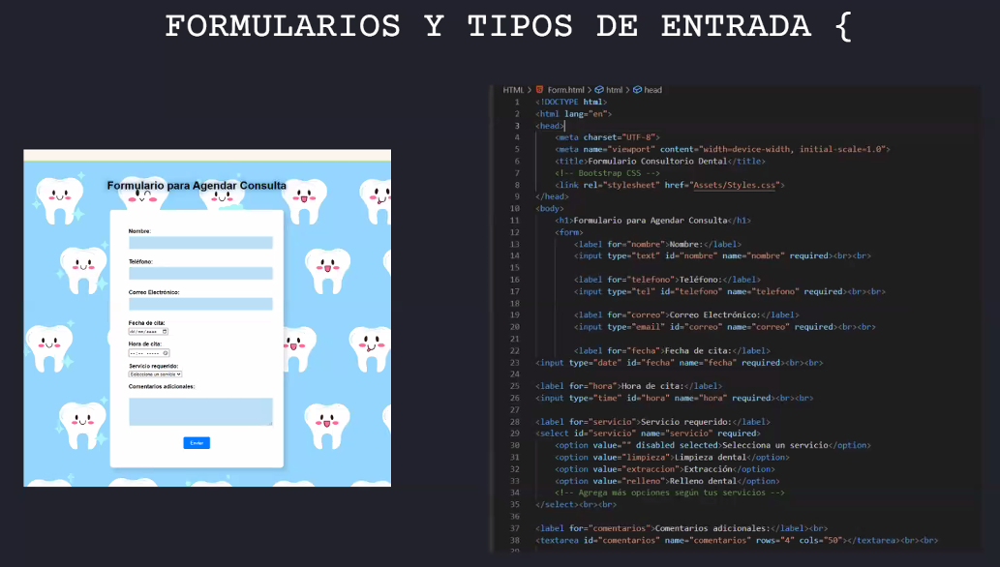 FORMULARIOS Y TIPOS DE ENTRADA {
Formulario para Agendar Consulta
Nombre:
Teléfono:
Correo Electrónico:
Fecha de cita:
dd/mm/aaaa
Hora de cita:
--:-- -----
Servicio requerido:
Selecciona un servicio
Comentarios adicionales:
Enviar
HTML > Form.html > html > head
1 <!DOCTYPE html>
2 <html lang="en">
3 <head>
4 <meta charset="UTF-8">
5 <meta name="viewport" content="width=device-width, initial-scale=1.0">
6 <title>Formulario Consultorio Dental</title>
7 <!-- Bootstrap CSS -->
8 <link rel="stylesheet" href="Assets/Styles.css">
9 </head>
10 <body>
11 <h1>Formulario para Agendar Consulta</h1>
12 <form>
13 <label for="nombre">Nombre:</label>
14 <input type="text" id="nombre" name="nombre" required><br><br>
15
16 <label for="telefono">Teléfono:</label>
17 <input type="tel" id="telefono" name="telefono" required><br><br>
18
19 <label for="correo">Correo Electrónico:</label>
20 <input type="email" id="correo" name="correo" required><br><br>
21
22 <label for="fecha">Fecha de cita:</label>
23 <input type="date" id="fecha" name="fecha" required><br><br>
24
25 <label for="hora">Hora de cita:</label>
26 <input type="time" id="hora" name="hora" required><br><br>
27
28 <label for="servicio">Servicio requerido:</label>
29 <select id="servicio" name="servicio" required>
30 <option value="" disabled selected>Selecciona un servicio</option>
31 <option value="limpieza">Limpieza dental</option>
32 <option value="extraccion">Extracción</option>
33 <option value="relleno">Relleno dental</option>
34 <!-- Agrega más opciones según tus servicios -->
35 </select><br><br>
36
37 <label for="comentarios">Comentarios adicionales:</label><br>
38 <textarea id="comentarios" name="comentarios" rows="4" cols="50"></textarea><br><br>
39